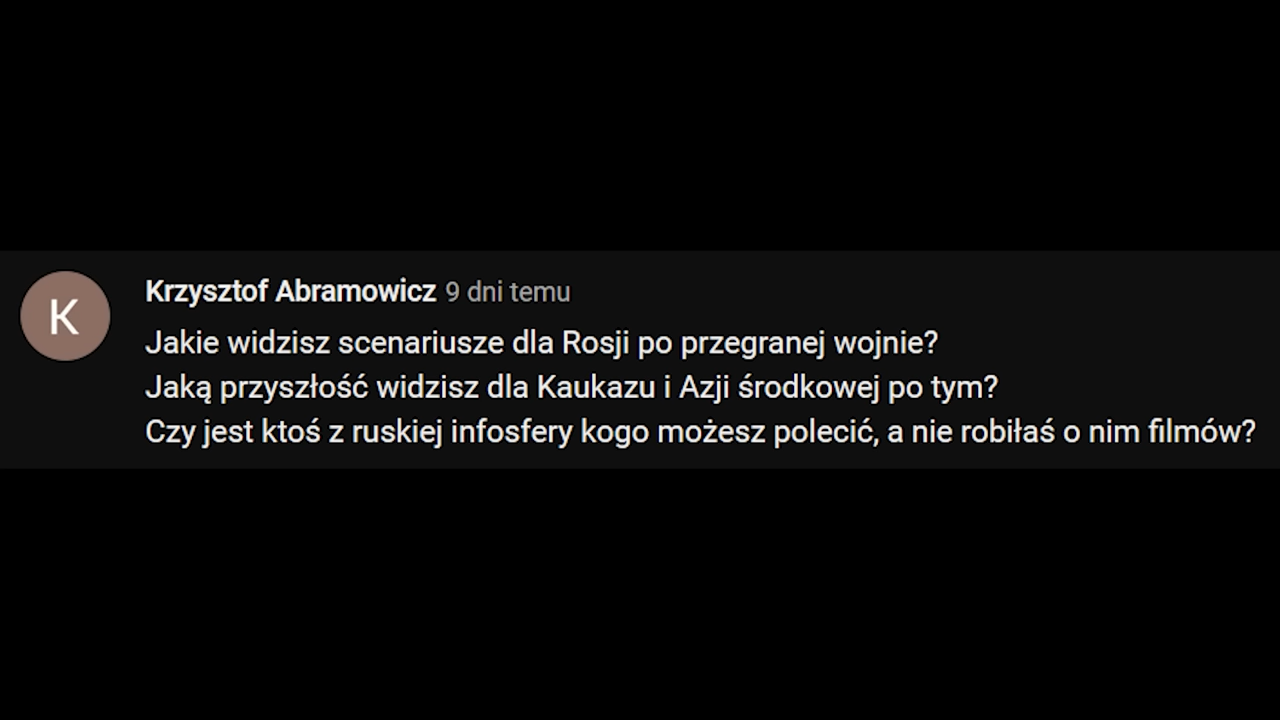 K
Krzysztof Abramowicz 9 dni temu
Jakie widzisz scenariusze dla Rosji po przegranej wojnie?
Jaką przyszłość widzisz dla Kaukazu i Azji środkowej po tym?
Czy jest ktoś z ruskiej infosfery kogo możesz polecić, a nie robiłaś o nim filmów?